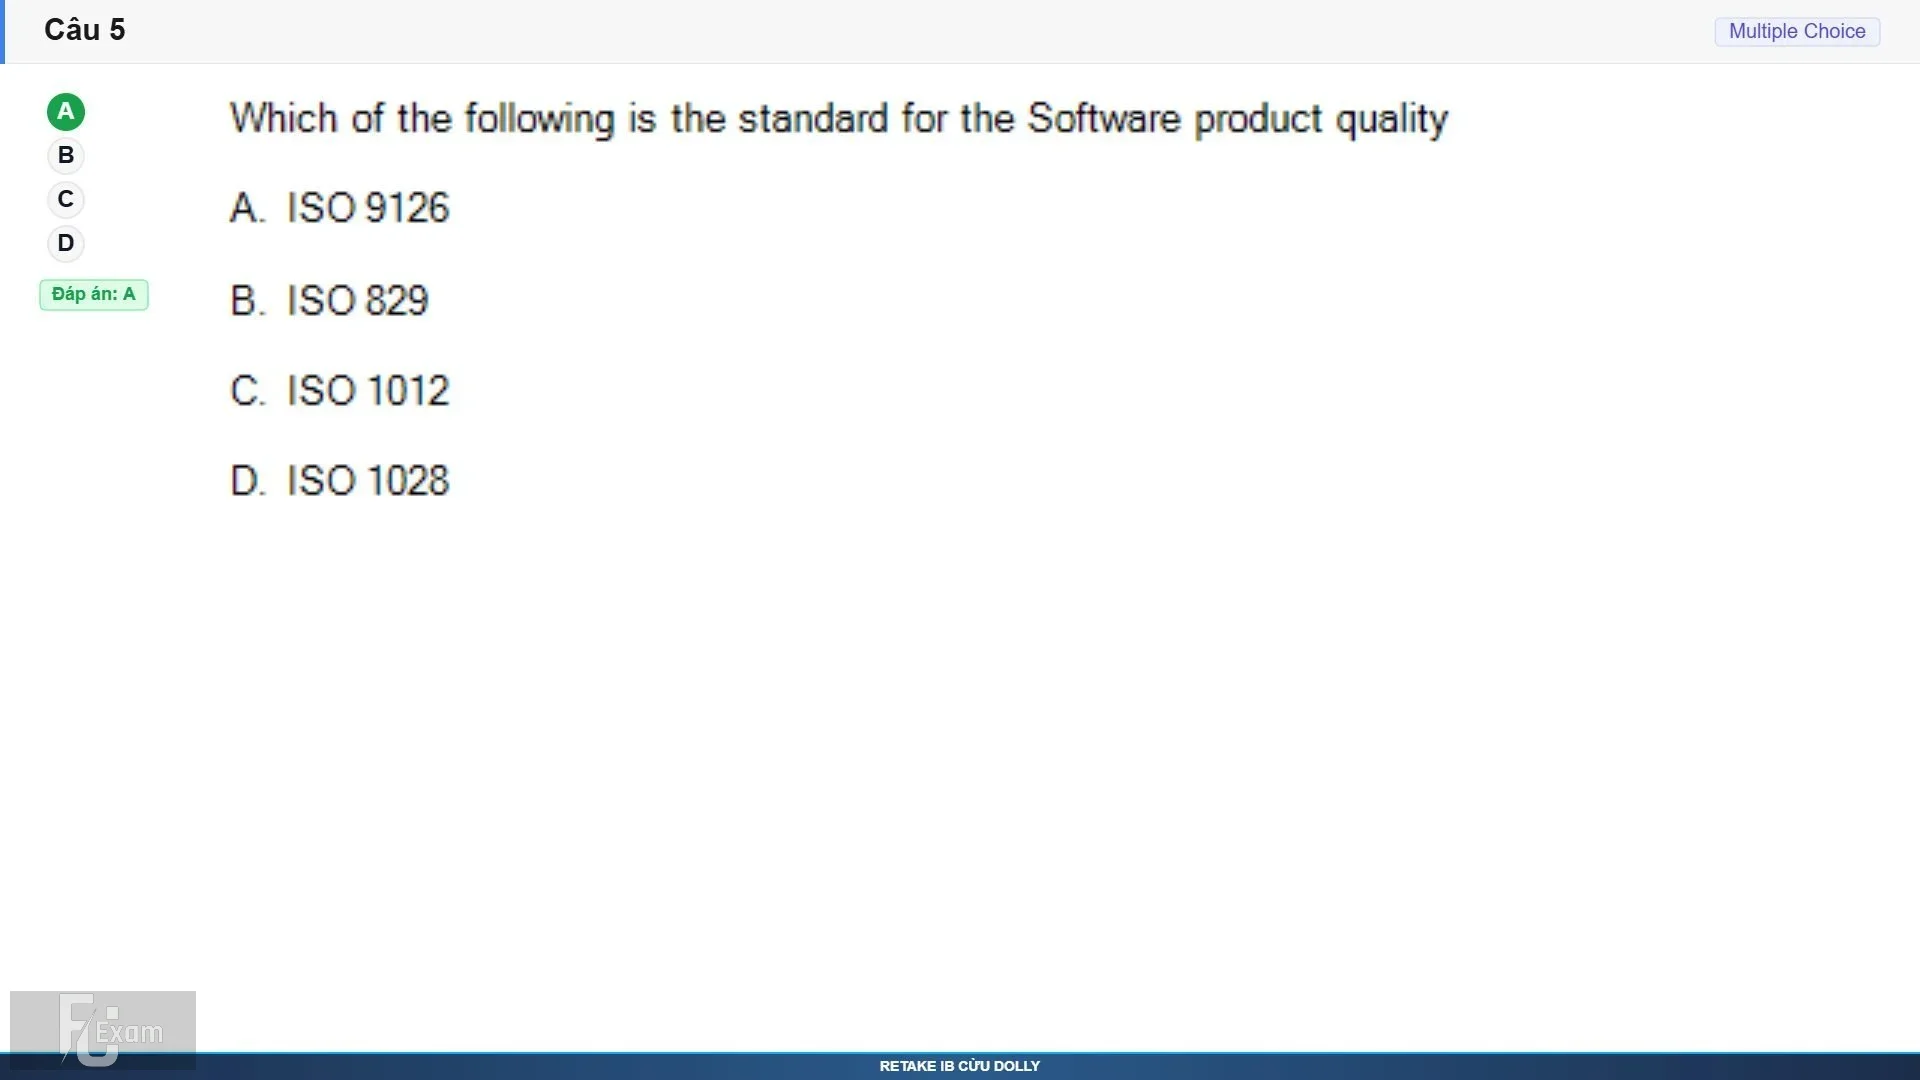 Câu 5
Multiple Choice
A
B
C
D
Đáp án: A
Which of the following is the standard for the Software product quality
A. ISO 9126
B. ISO 829
C. ISO 1012
D. ISO 1028
FU Exam
RETAKE IB CỪU DOLLY